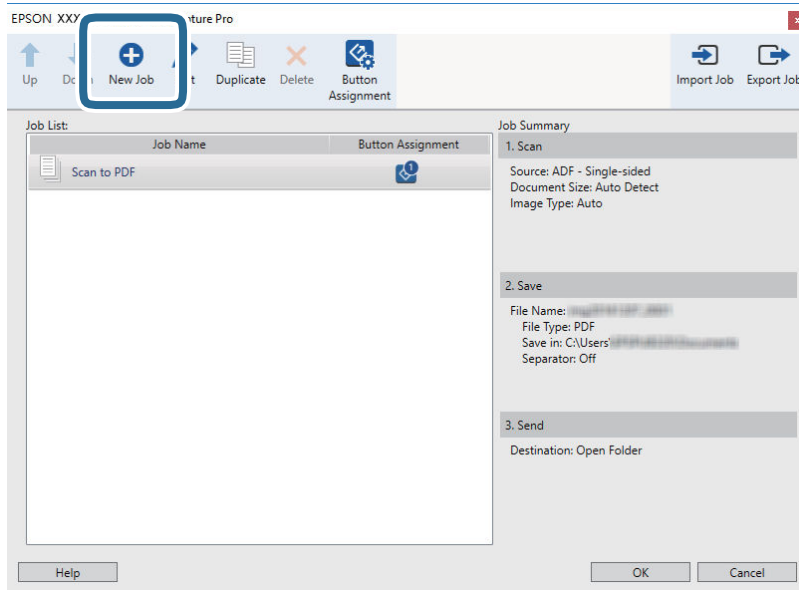 EPSON XXX ture Pro
Up
New Job
Duplicate
Delete
Button
Assignment
Import Job
Export Job
Job List:
Job Name
Button Assignment
Scan to PDF
1
Job Summary
1. Scan
Source: ADF - Single-sided
Document Size: Auto Detect
Image Type: Auto
2. Save
File Name:
File Type: PDF
Save in: C:\Users\
Separator: Off
3. Send
Destination: Open Folder
Help
OK
Cancel